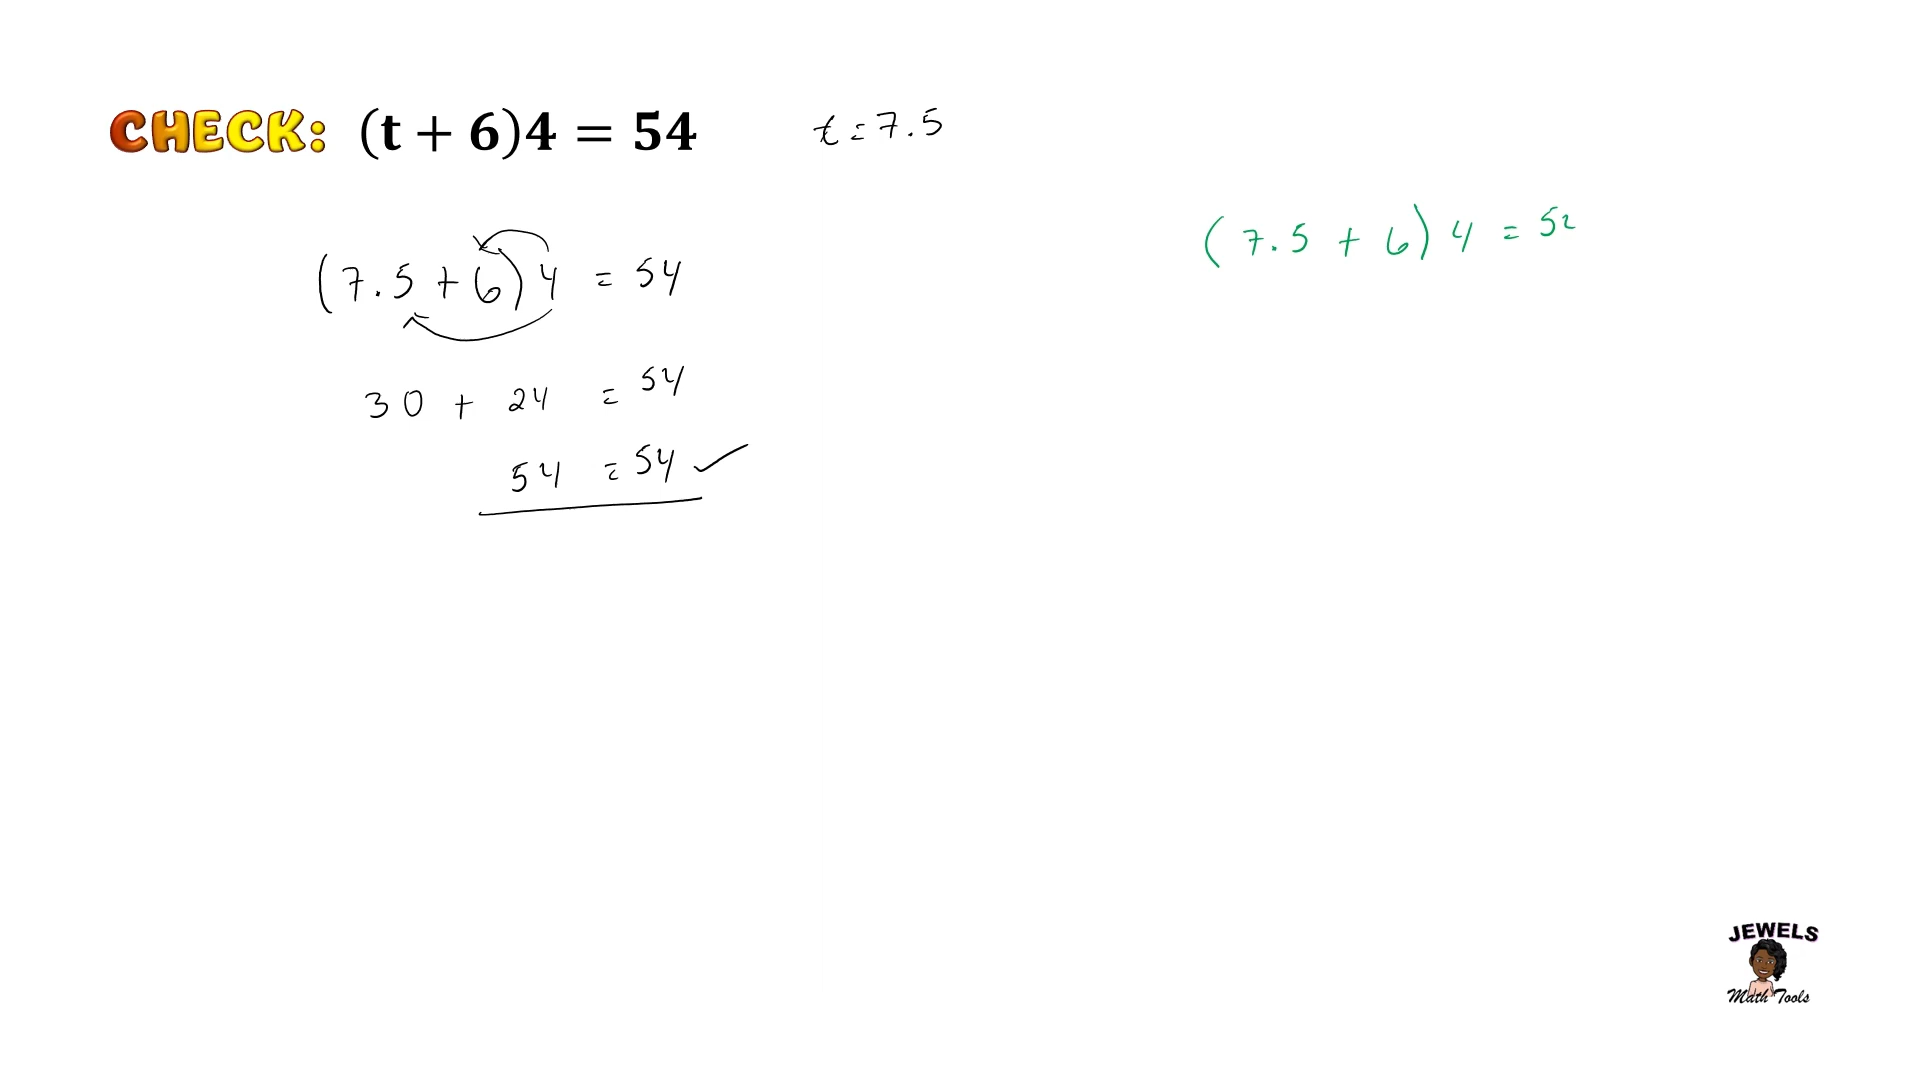 CHECK: (t + 6)4 = 54
t = 7.5
(7.5 + 6) 4 = 54
30 + 24 = 54
54 = 54 ✓
(7.5 + 6) 4 = 52
JEWELS
Math Tools